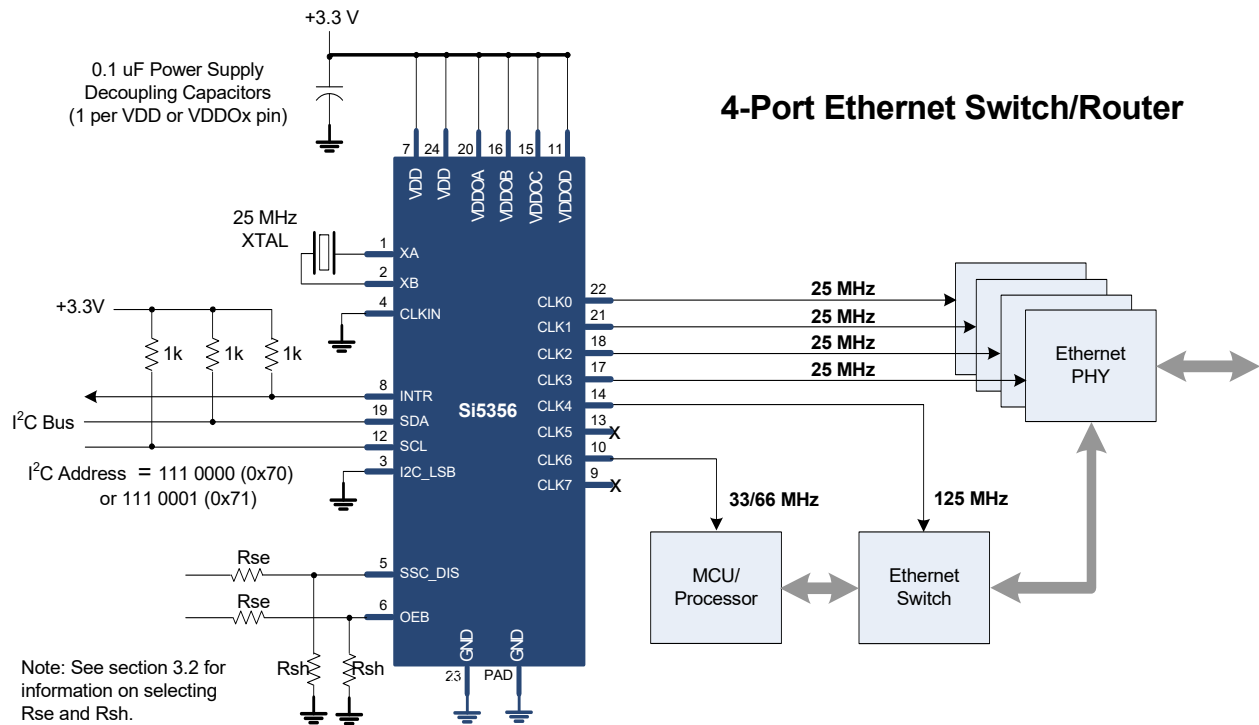 +3.3 V
0.1 uF Power Supply
Decoupling Capacitors
(1 per VDD or VDDOx pin)
4-Port Ethernet Switch/Router
7
24
20
16
15
11
VDD
VDD
VDDOA
VDDOB
VDDOC
VDDOD
25 MHz
XTAL
1
XA
2
XB
4
CLKIN
+3.3V
1k
1k
1k
8
INTR
19
SDA
12
SCL
3
I2C_LSB
I²C Bus
I²C Address = 111 0000 (0x70)
or 111 0001 (0x71)
Si5356
CLK0
22
25 MHz
CLK1
21
25 MHz
CLK2
18
25 MHz
CLK3
17
25 MHz
CLK4
14
CLK5
13
X
CLK6
10
CLK7
9
X
Ethernet
PHY
33/66 MHz
125 MHz
MCU/
Processor
Ethernet
Switch
Rse
5
SSC_DIS
Rse
6
OEB
Rsh
Rsh
GND
GND
23
PAD
Note: See section 3.2 for
information on selecting
Rse and Rsh.